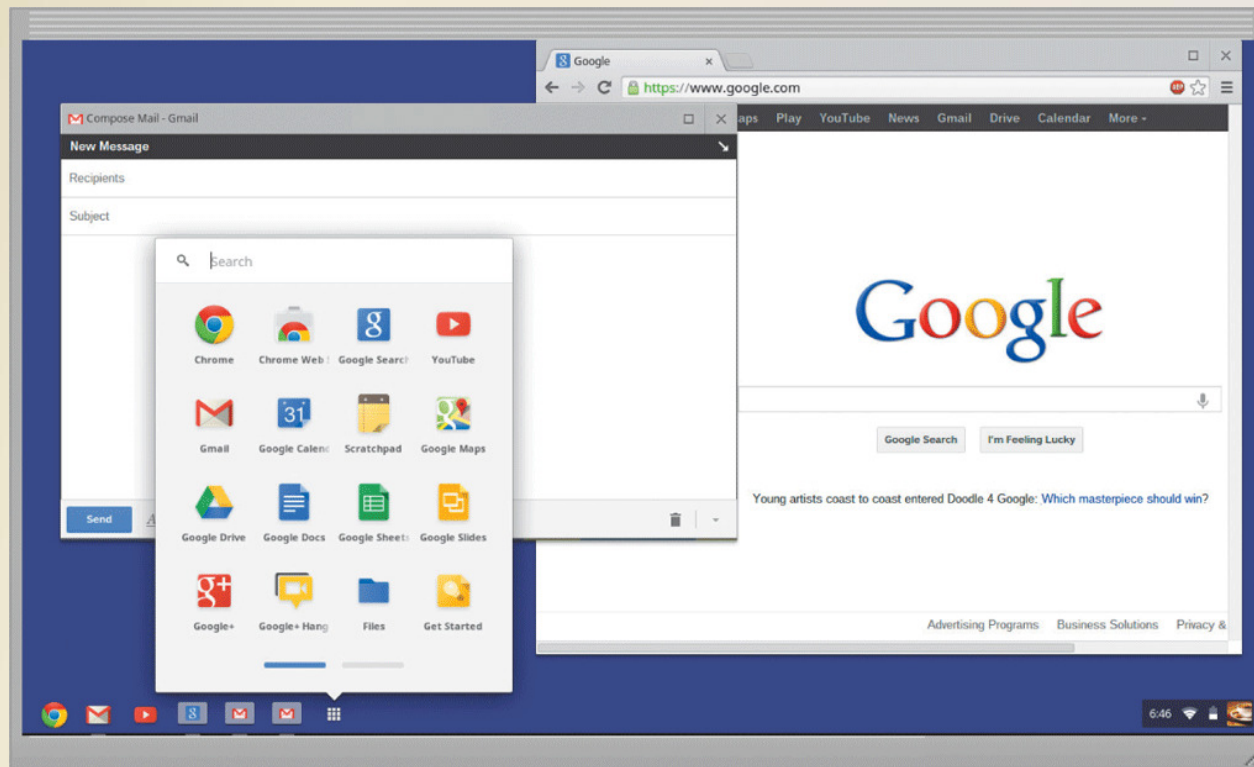 Google
https://www.google.com
Compose Mail - Gmail
aps Play YouTube News Gmail Drive Calendar More
New Message
Recipients
Subject
Search
Google
Chrome Chrome Web Google Search YouTube
31
Gmail Google Calend Scratchpad Google Maps
Google Search I'm Feeling Lucky
Young artists coast to coast entered Doodle 4 Google: Which masterpiece should win?
Send A
Google Drive Google Docs Google Sheets Google Slides
g+
Google+ Google+ Hang Files Get Started
Advertising Programs Business Solutions Privacy &
6:46